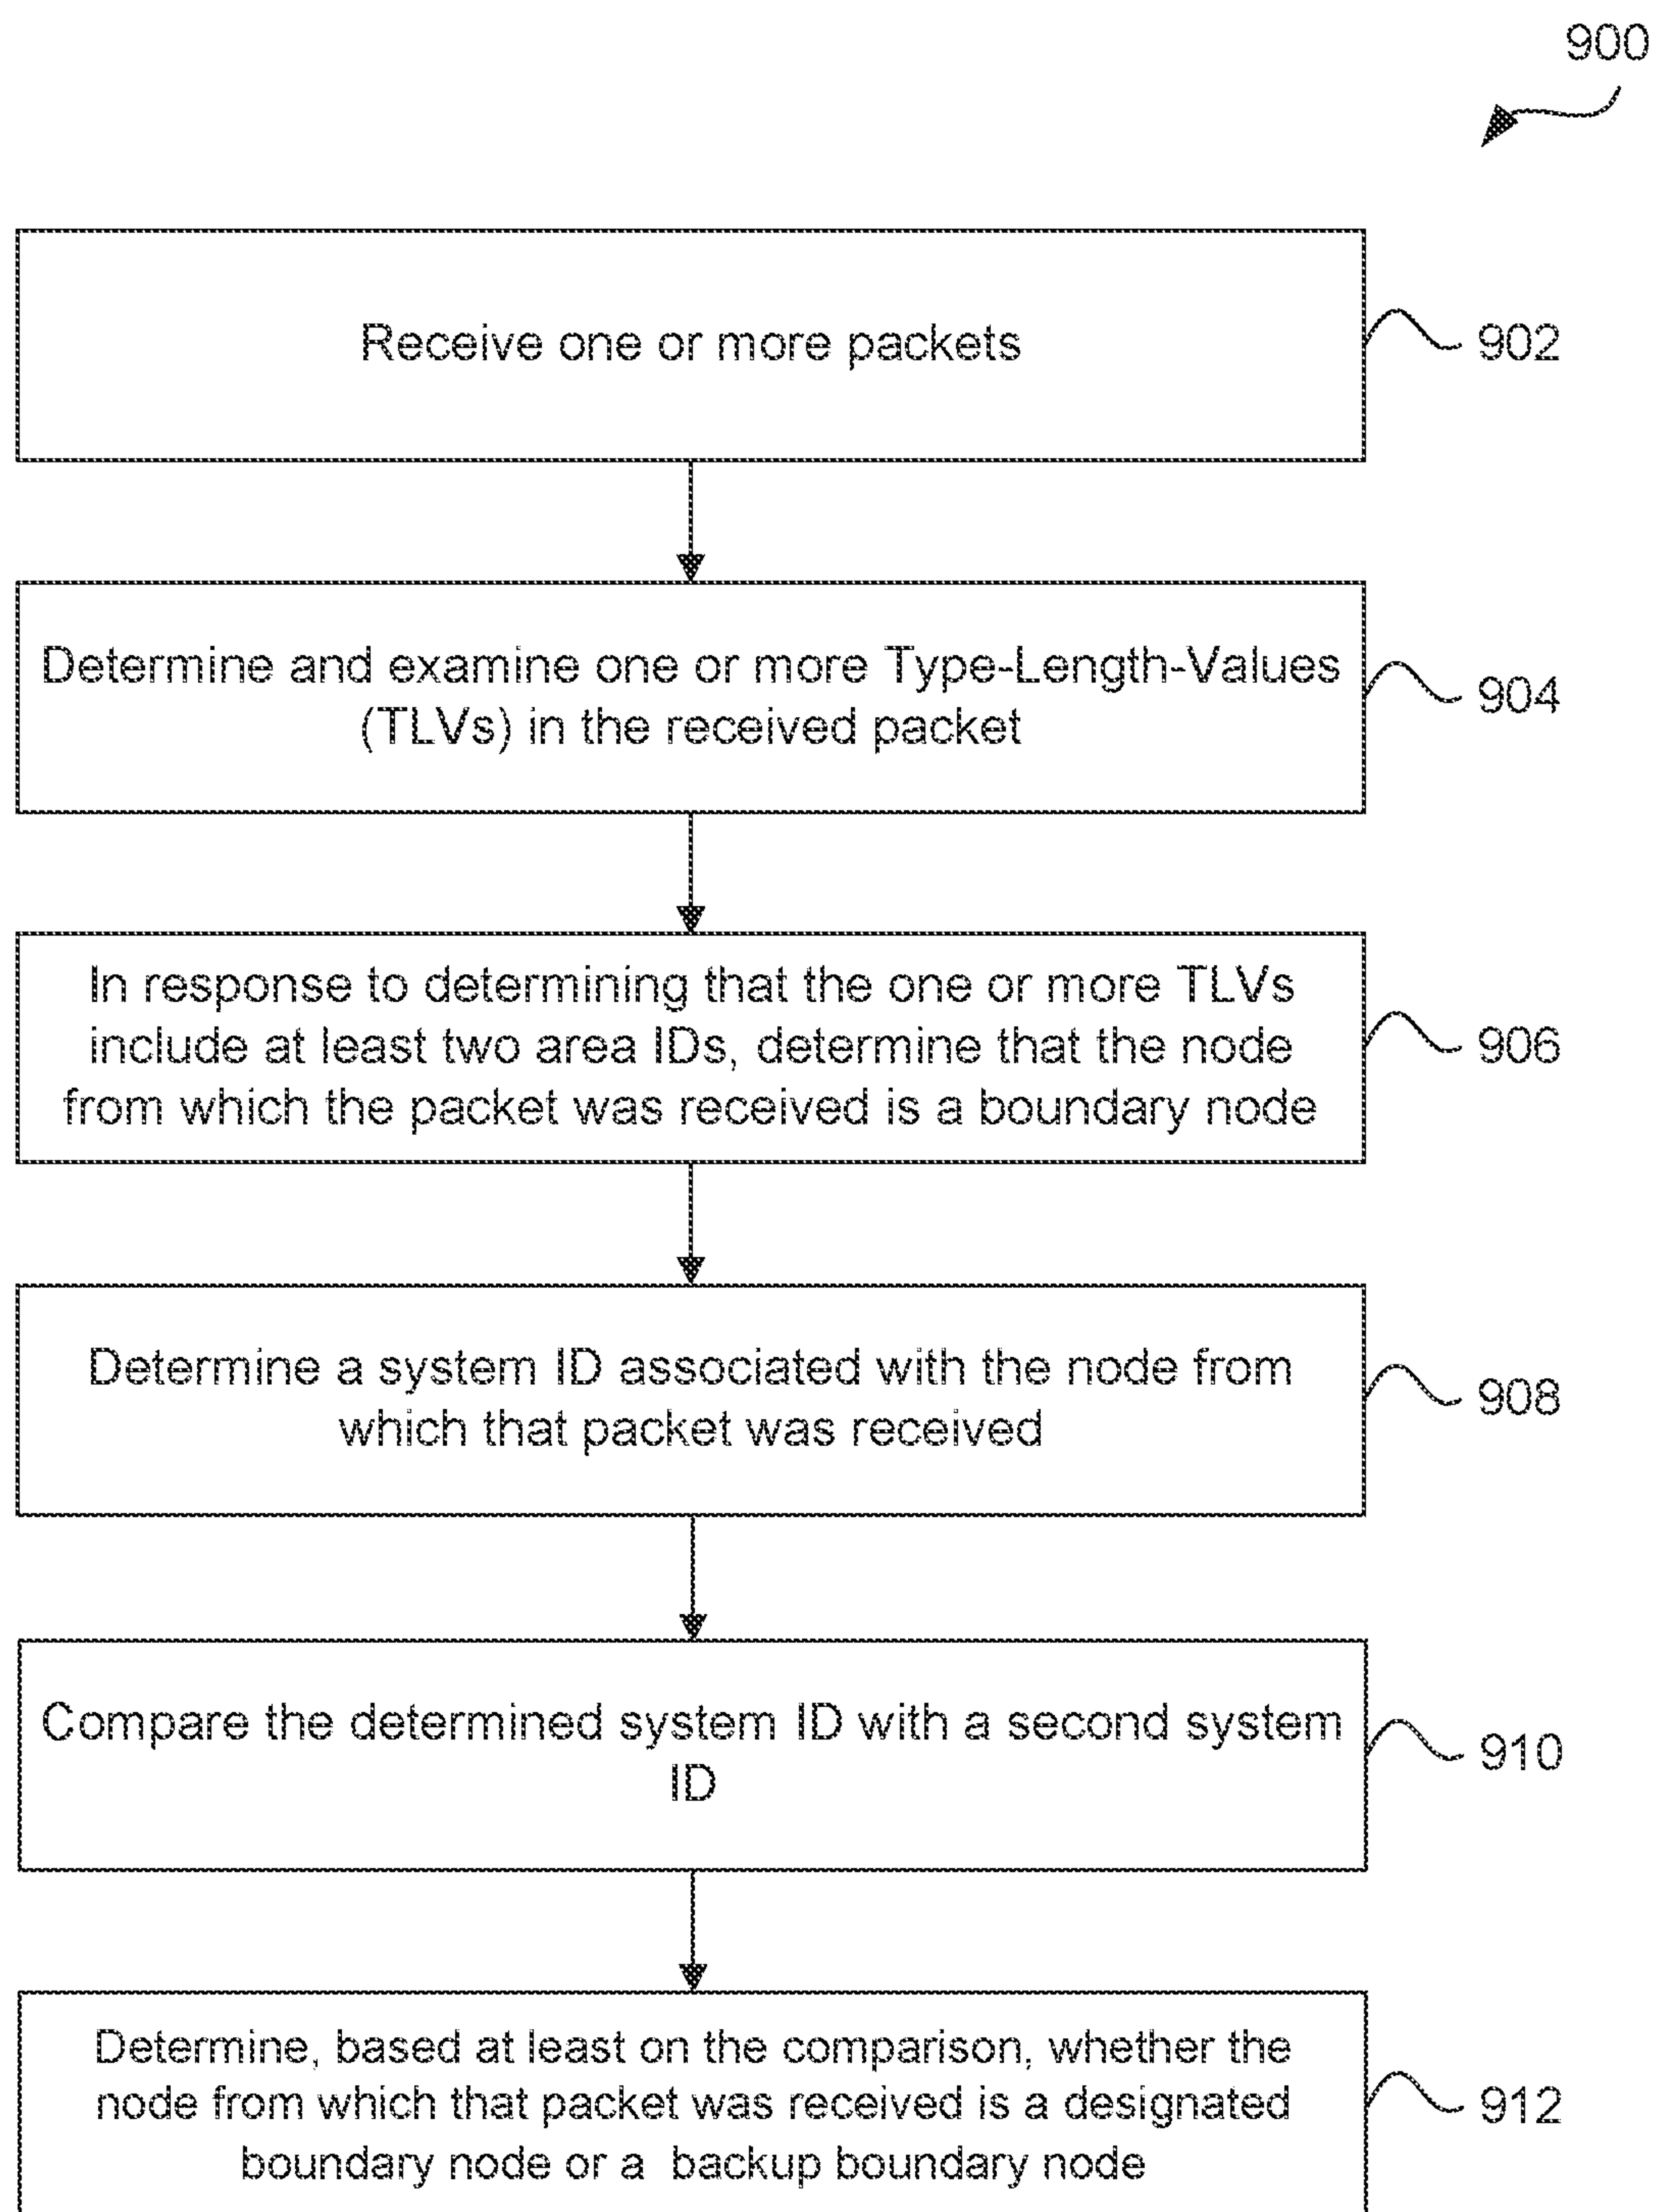 900
Receive one or more packets
902
Determine and examine one or more Type-Length-Values
(TLVs) in the received packet
904
In response to determining that the one or more TLVs
include at least two area IDs, determine that the node
from which the packet was received is a boundary node
906
Determine a system ID associated with the node from
which that packet was received
908
Compare the determined system ID with a second system
ID
910
Determine, based at least on the comparison, whether the
node from which that packet was received is a designated
boundary node or a backup boundary node
912